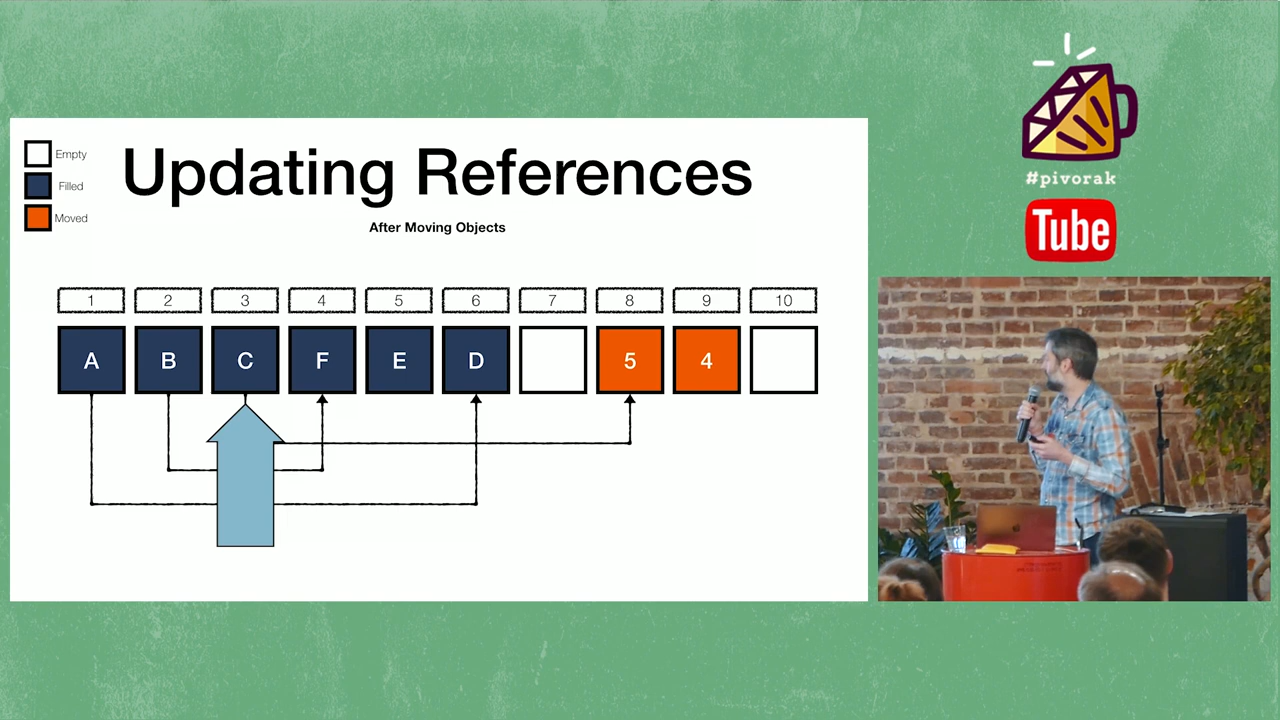 Empty
Filled
Moved
Updating References
After Moving Objects
1 2 3 4 5 6 7 8 9 10
A B C F E D 5 4
#pivorak
Tube